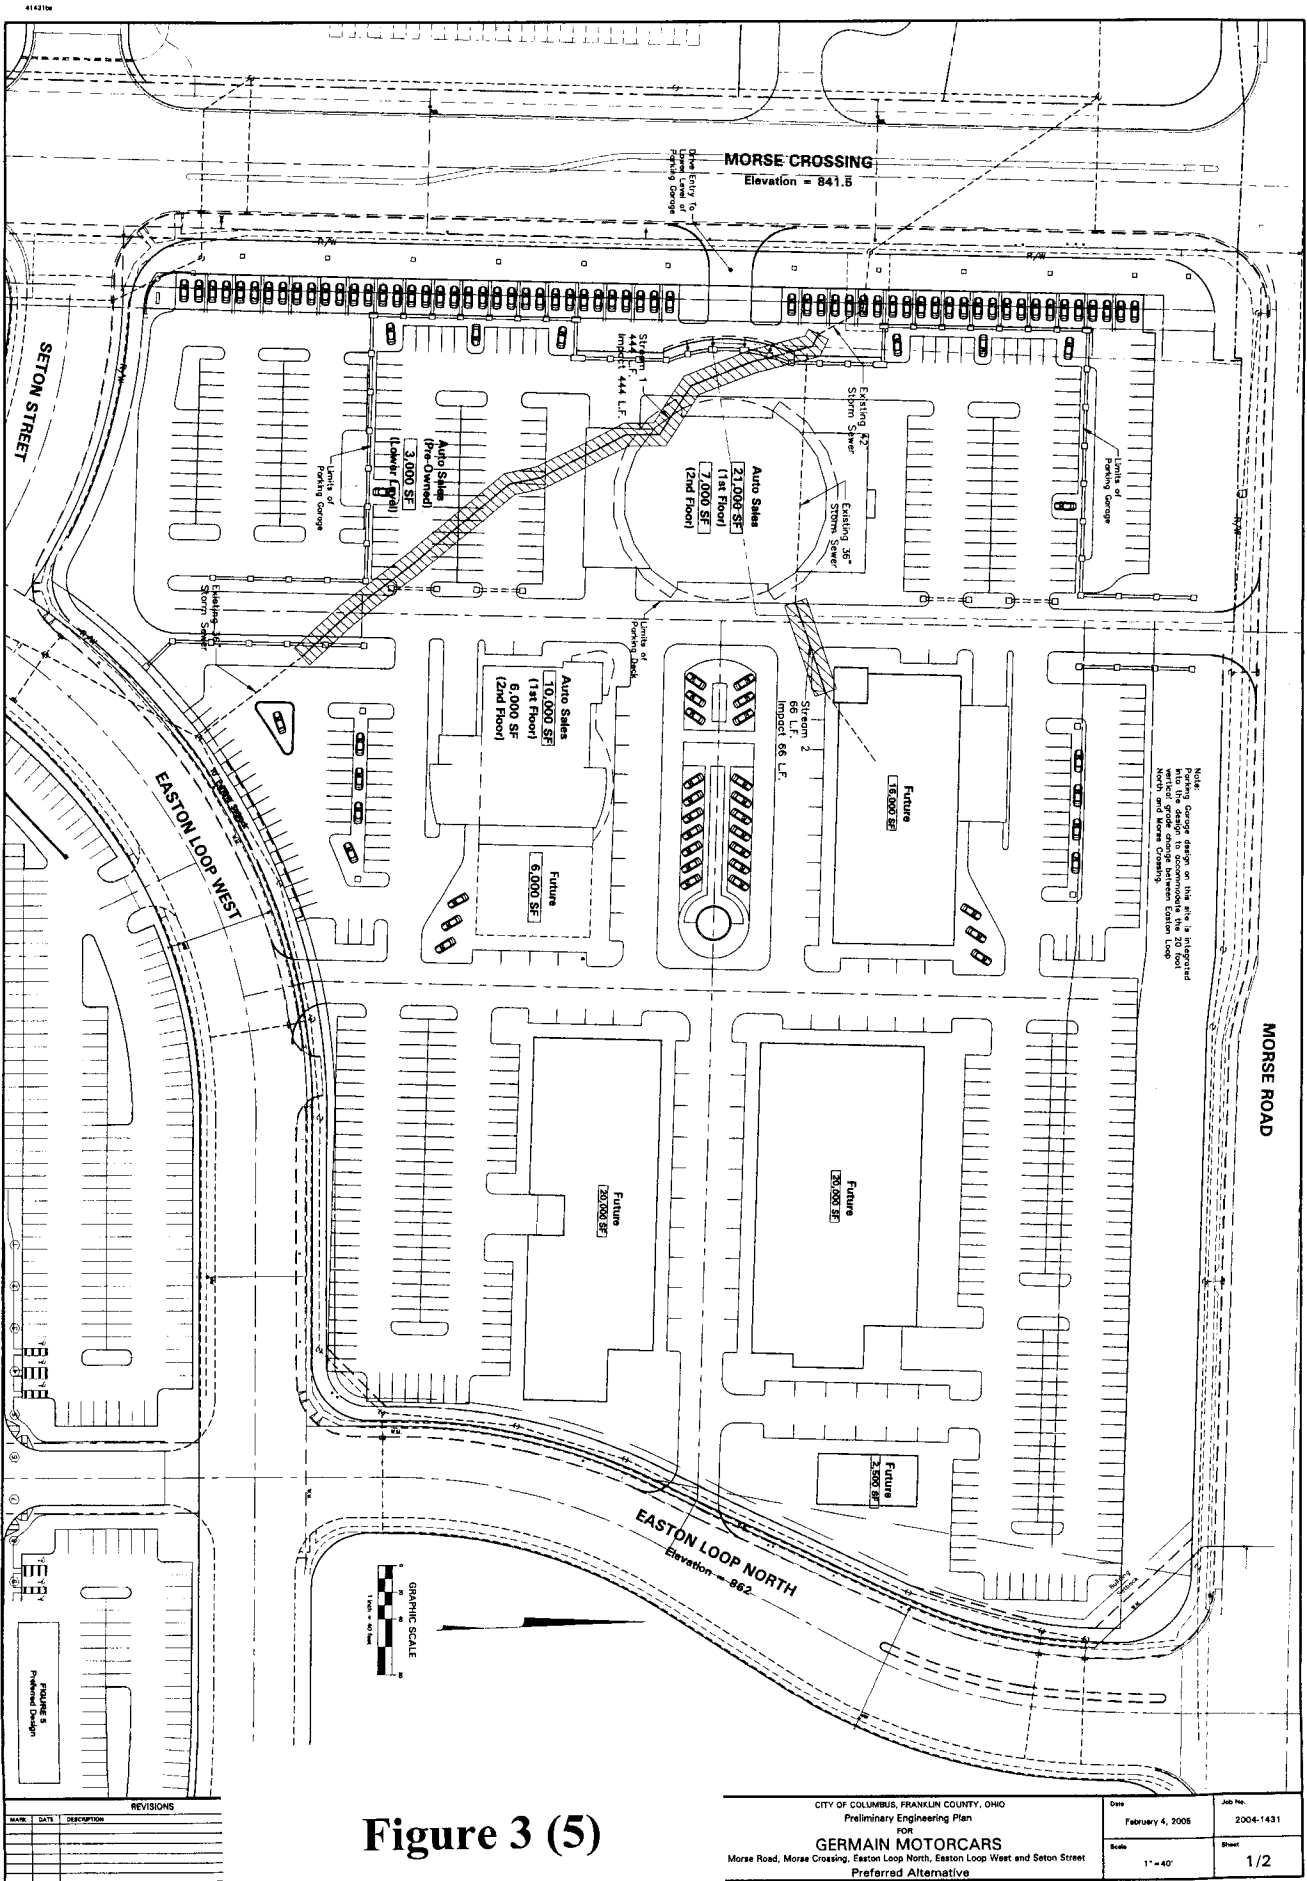 41431bw
MORSE CROSSING
Elevation = 841.5
Drive Entry To
Lower Level of
Parking Garage
R/W
R/W
SETON STREET
R/W
Stream 1
444 L.F.
Impact 444 L.F.
Existing 42"
Storm Sewer
Existing 36"
Storm Sewer
Limits of
Parking Garage
Limits of
Parking Garage
R/W
Auto Sales
(Pre-Owned)
3,000 SF
(Lower Level)
Auto Sales
21,000 SF
(1st Floor)
7,000 SF
(2nd Floor)
Existing 36"
Storm Sewer
R/W
Limits of
Parking Deck
Auto Sales
10,000 SF
(1st Floor)
6,000 SF
(2nd Floor)
Stream 2
66 L.F.
Impact 66 L.F.
Future
16,000 SF
Note:
Parking Garage design on this site is integrated
into the design to accommodate the 20 foot
vertical grade change between Easton Loop
North and Morse Crossing.
EASTON LOOP WEST
Future
6,000 SF
MORSE ROAD
Future
20,000 SF
Future
20,000 SF
Future
2,500 SF
EASTON LOOP NORTH
Elevation = 862
Building
Setback
GRAPHIC SCALE
1 inch = 40 feet
FIGURE 5
Preferred Design
REVISIONS
MARK DATE DESCRIPTION
Figure 3 (5)
CITY OF COLUMBUS, FRANKLIN COUNTY, OHIO
Preliminary Engineering Plan
FOR
GERMAIN MOTORCARS
Morse Road, Morse Crossing, Easton Loop North, Easton Loop West and Seton Street
Preferred Alternative
Date
February 4, 2005
Job No.
2004-1431
Scale
1"=40'
Sheet
1/2